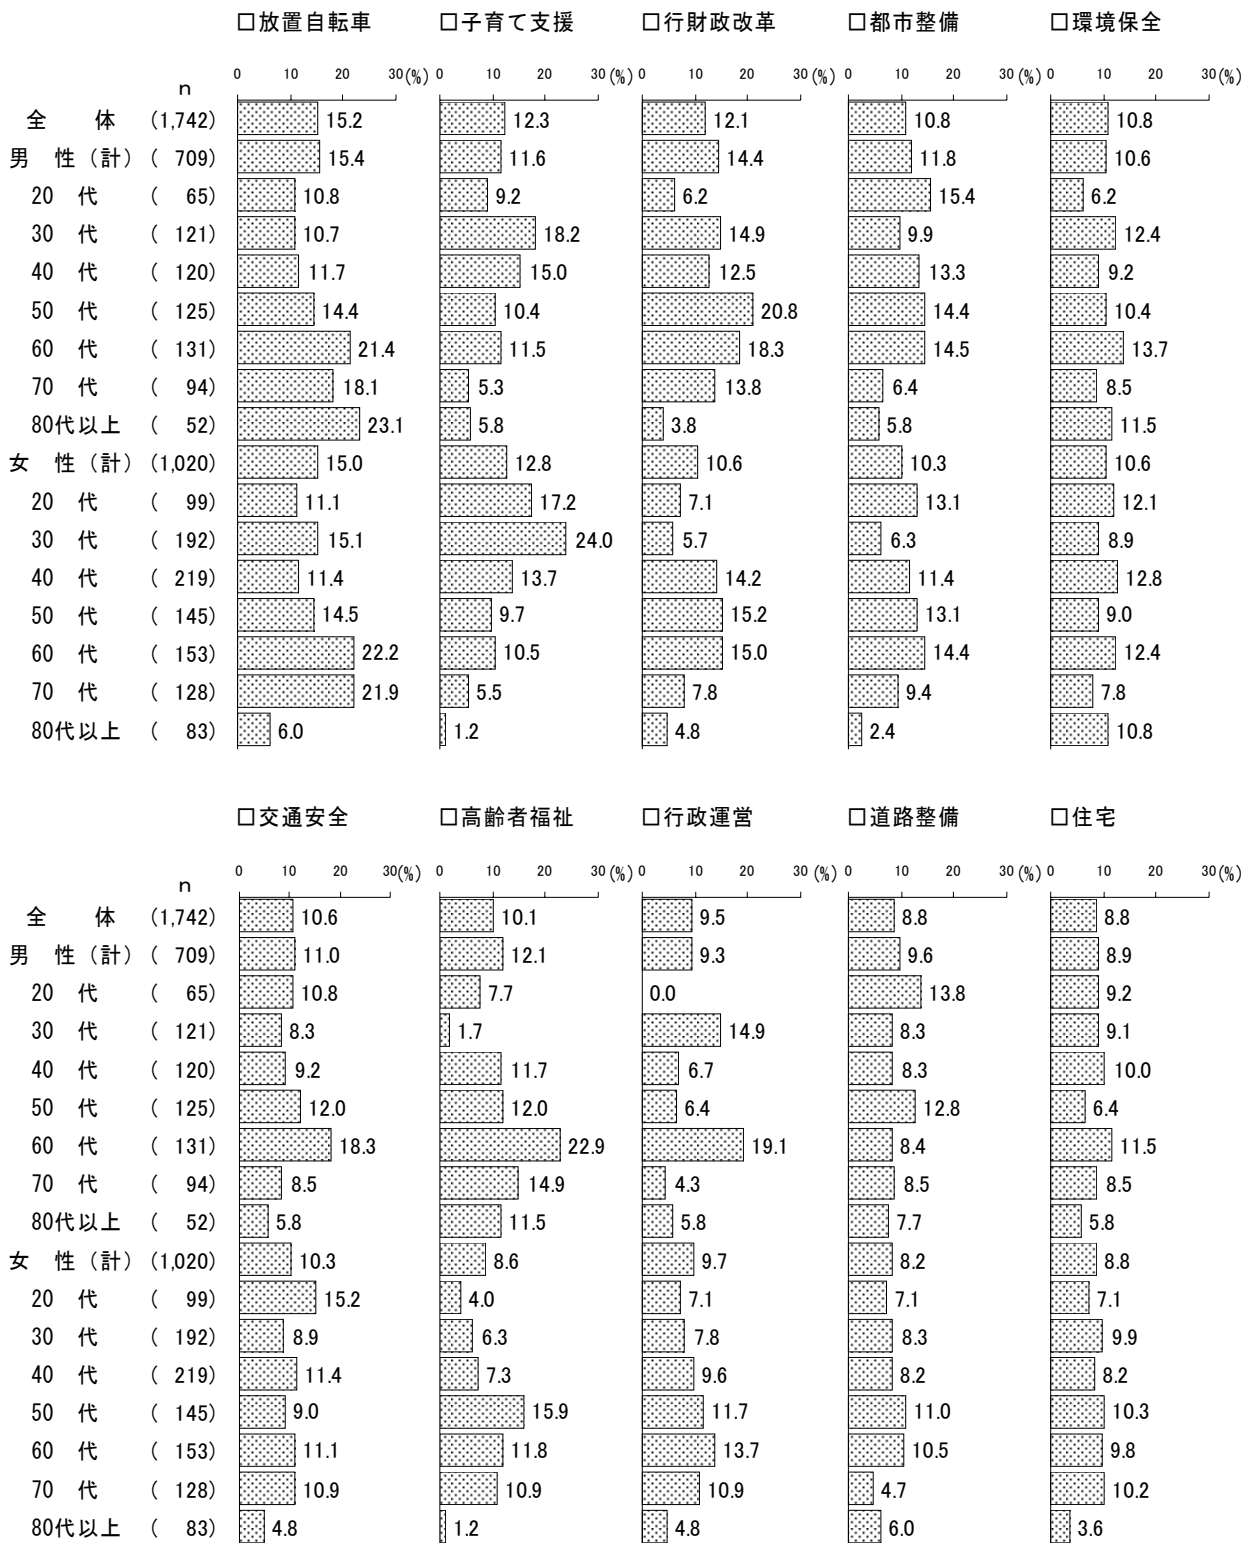 □放置自転車 □子育て支援 □行財政改革 □都市整備 □環境保全
0 10 20 30(%) 0 10 20 30(%) 0 10 20 30(%) 0 10 20 30(%) 0 10 20 30(%)
n
全 体 (1,742) 15.2 12.3 12.1 10.8 10.8
男 性(計) ( 709) 15.4 11.6 14.4 11.8 10.6
20 代 ( 65) 10.8 9.2 6.2 15.4 6.2
30 代 ( 121) 10.7 18.2 14.9 9.9 12.4
40 代 ( 120) 11.7 15.0 12.5 13.3 9.2
50 代 ( 125) 14.4 10.4 20.8 14.4 10.4
60 代 ( 131) 21.4 11.5 18.3 14.5 13.7
70 代 ( 94) 18.1 5.3 13.8 6.4 8.5
80代以上 ( 52) 23.1 5.8 3.8 5.8 11.5
女 性(計) (1,020) 15.0 12.8 10.6 10.3 10.6
20 代 ( 99) 11.1 17.2 7.1 13.1 12.1
30 代 ( 192) 15.1 24.0 5.7 6.3 8.9
40 代 ( 219) 11.4 13.7 14.2 11.4 12.8
50 代 ( 145) 14.5 9.7 15.2 13.1 9.0
60 代 ( 153) 22.2 10.5 15.0 14.4 12.4
70 代 ( 128) 21.9 5.5 7.8 9.4 7.8
80代以上 ( 83) 6.0 1.2 4.8 2.4 10.8
□交通安全 □高齢者福祉 □行政運営 □道路整備 □住宅
0 10 20 30(%) 0 10 20 30(%) 0 10 20 30(%) 0 10 20 30(%) 0 10 20 30(%)
n
全 体 (1,742) 10.6 10.1 9.5 8.8 8.8
男 性(計) ( 709) 11.0 12.1 9.3 9.6 8.9
20 代 ( 65) 10.8 7.7 0.0 13.8 9.2
30 代 ( 121) 8.3 1.7 14.9 8.3 9.1
40 代 ( 120) 9.2 11.7 6.7 8.3 10.0
50 代 ( 125) 12.0 12.0 6.4 12.8 6.4
60 代 ( 131) 18.3 22.9 19.1 8.4 11.5
70 代 ( 94) 8.5 14.9 4.3 8.5 8.5
80代以上 ( 52) 5.8 11.5 5.8 7.7 5.8
女 性(計) (1,020) 10.3 8.6 9.7 8.2 8.8
20 代 ( 99) 15.2 4.0 7.1 7.1 7.1
30 代 ( 192) 8.9 6.3 7.8 8.3 9.9
40 代 ( 219) 11.4 7.3 9.6 8.2 8.2
50 代 ( 145) 9.0 15.9 11.7 11.0 10.3
60 代 ( 153) 11.1 11.8 13.7 10.5 9.8
70 代 ( 128) 10.9 10.9 10.9 4.7 10.2
80代以上 ( 83) 4.8 1.2 4.8 6.0 3.6